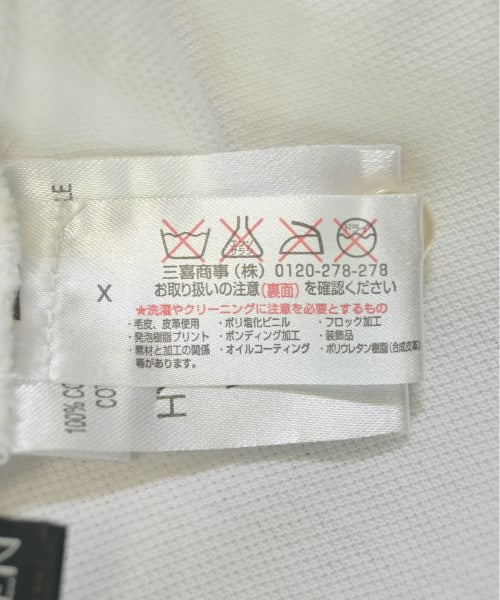 三喜商事(株) 0120-278-278
お取り扱いの注意(裏面)を確認ください
★洗濯やクリーニングに注意を必要とするもの
・毛皮、皮革使用 ・ポリ塩化ビニル ・フロック加工
・発泡樹脂プリント ・ボンディング加工 ・装飾品
・素材と加工の関係 ・オイルコーティング ・ポリウレタン樹脂(合成皮革)
等があります。
X
100% CO
COT